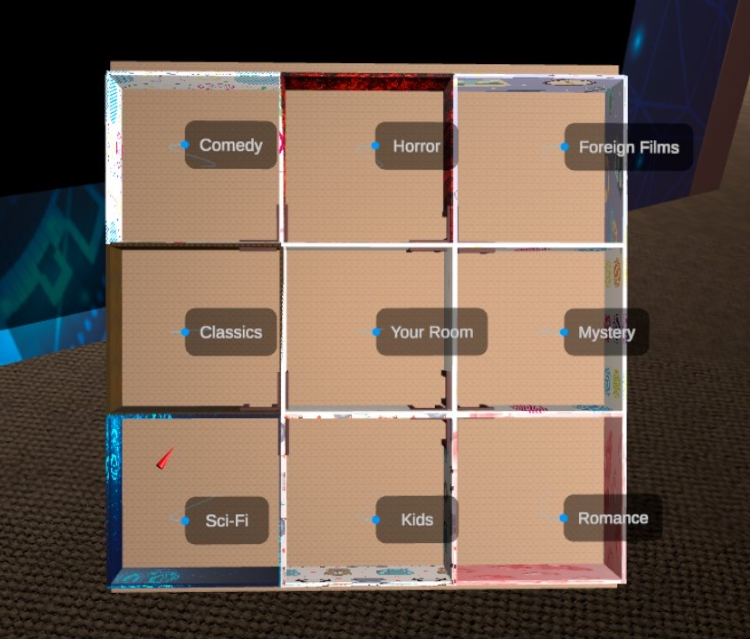 Comedy
Horror
Foreign Films
Classics
Your Room
Mystery
Sci-Fi
Kids
Romance